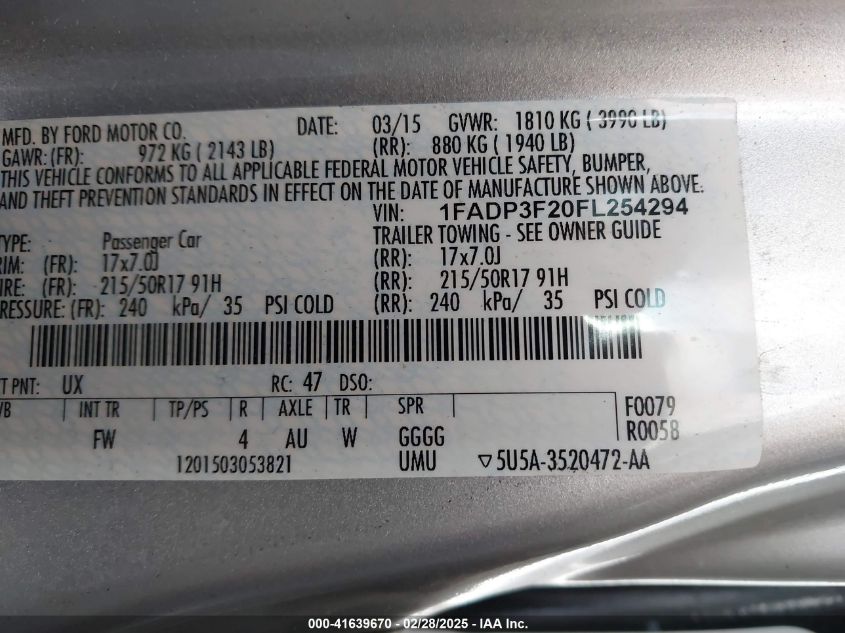 MFD. BY FORD MOTOR CO. DATE: 03/15 GVWR: 1810 KG ( 3990 LB)
GAWR: (FR): 972 KG ( 2143 LB) (RR): 880 KG ( 1940 LB)
THIS VEHICLE CONFORMS TO ALL APPLICABLE FEDERAL MOTOR VEHICLE SAFETY, BUMPER,
AND THEFT PREVENTION STANDARDS IN EFFECT ON THE DATE OF MANUFACTURE SHOWN ABOVE.
VIN: 1FADP3F20FL254294
TYPE: Passenger Car TRAILER TOWING - SEE OWNER GUIDE
RIM: (FR): 17x7.0J (RR): 17x7.0J
IRE: (FR): 215/50R17 91H (RR): 215/50R17 91H
PRESSURE: (FR): 240 kPa/ 35 PSI COLD (RR): 240 kPa/ 35 PSI COLD
T PNT: UX RC: 47 DSO:
VB INT TR TP/PS R AXLE TR SPR F0079
FW 4 AU W GGGG R005B
1201503053821 UMU ▽5U5A-3520472-AA
000-41639670 - 02/28/2025 - IAA Inc.